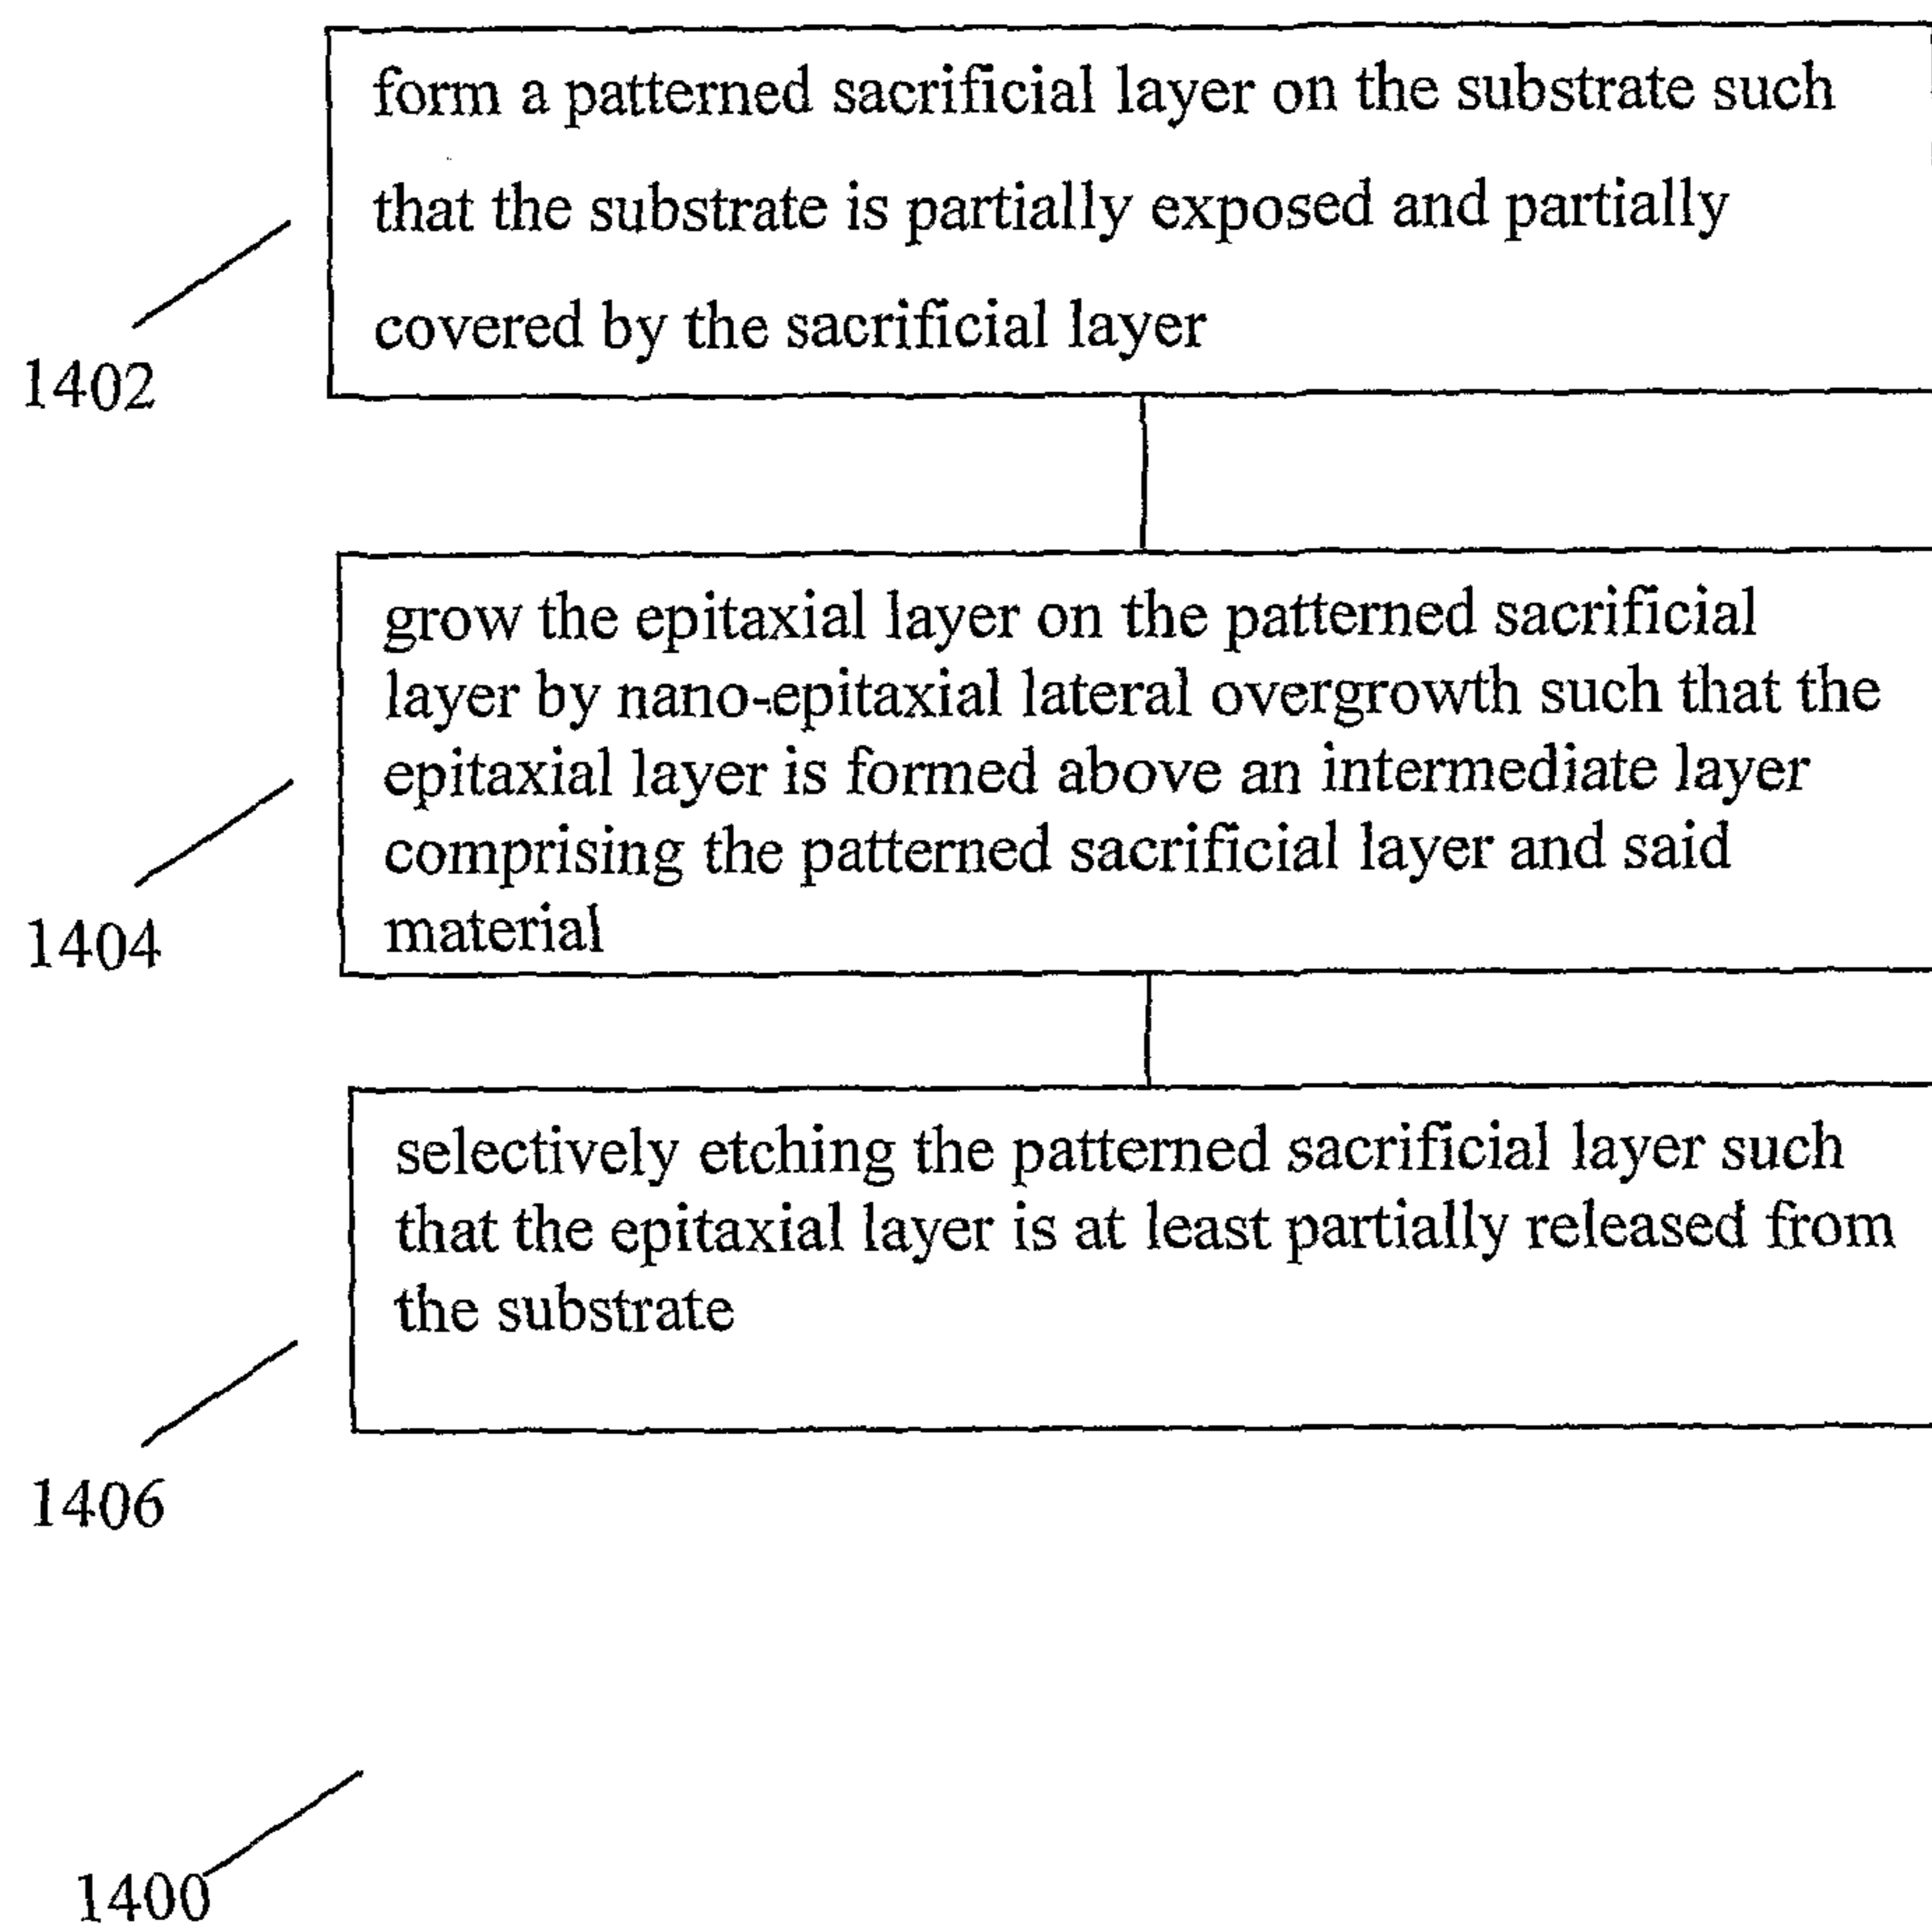 form a patterned sacrificial layer on the substrate such
that the substrate is partially exposed and partially
covered by the sacrificial layer
1402
grow the epitaxial layer on the patterned sacrificial
layer by nano-epitaxial lateral overgrowth such that the
epitaxial layer is formed above an intermediate layer
comprising the patterned sacrificial layer and said
material
1404
selectively etching the patterned sacrificial layer such
that the epitaxial layer is at least partially released from
the substrate
1406
1400